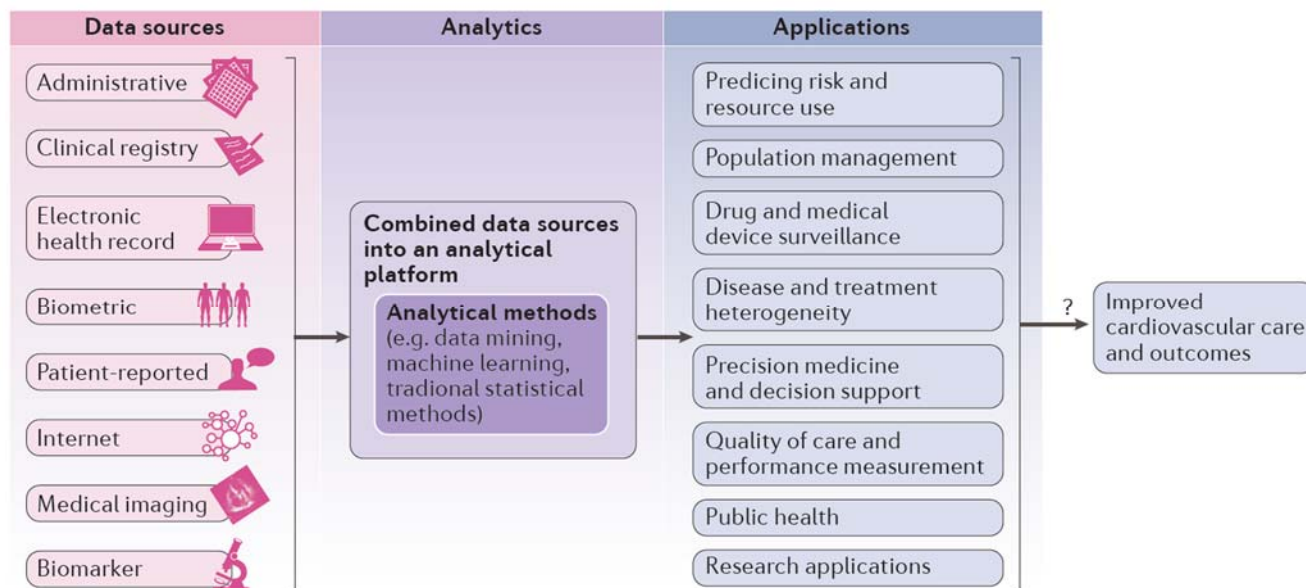 Data sources
Administrative
Clinical registry
Electronic
health record
Biometric
Patient-reported
Internet
Medical imaging
Biomarker
Analytics
Combined data sources
into an analytical
platform
Analytical methods
(e.g. data mining,
machine learning,
tradional statistical
methods)
Applications
Predicing risk and
resource use
Population management
Drug and medical
device surveillance
Disease and treatment
heterogeneity
Precision medicine
and decision support
Quality of care and
performance measurement
Public health
Research applications
?
Improved
cardiovascular care
and outcomes